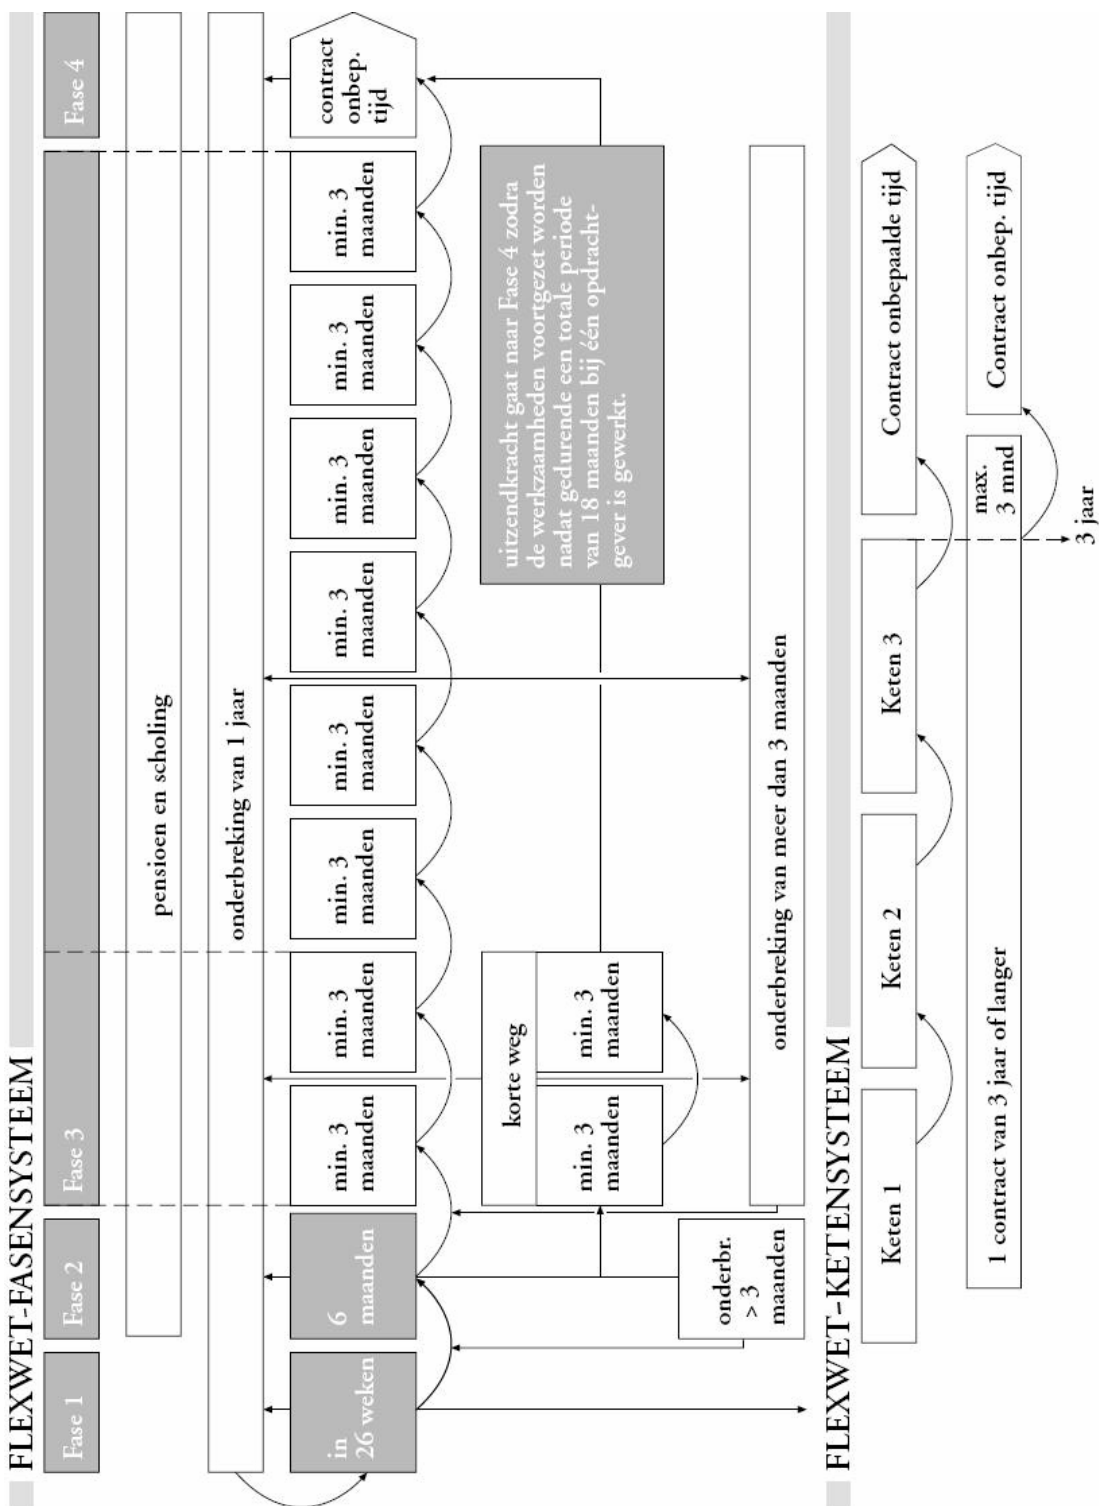 FLEXWET-FASENSYSTEEM
Fase 1
Fase 2
Fase 3
Fase 4
pensioen en scholing
onderbreking van 1 jaar
in
26 weken
6
maanden
min. 3
maanden
min. 3
maanden
min. 3
maanden
min. 3
maanden
min. 3
maanden
min. 3
maanden
min. 3
maanden
min. 3
maanden
contract
onbep.
tijd
korte weg
min. 3
maanden
min. 3
maanden
uitzendkracht gaat naar Fase 4 zodra
de werkzaamheden voortgezet worden
nadat gedurende een totale periode
van 18 maanden bij één opdracht-
gever is gewerkt.
onderbr.
> 3
maanden
onderbreking van meer dan 3 maanden
FLEXWET-KETENSYSTEEM
Keten 1
Keten 2
Keten 3
Contract onbepaalde tijd
1 contract van 3 jaar of langer
max.
3 mnd
Contract onbep. tijd
3 jaar